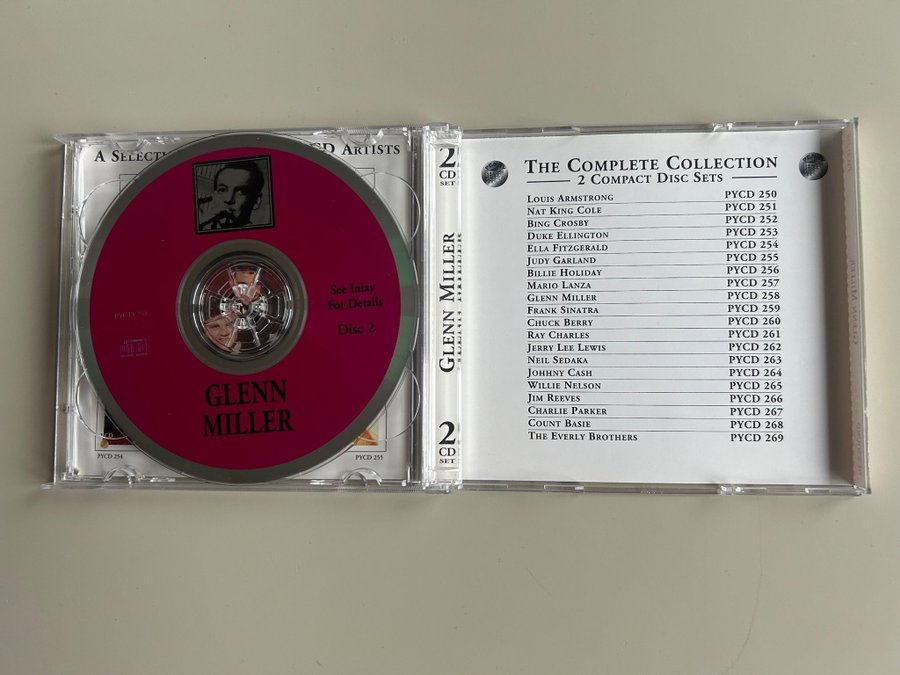 A Selecti CD Artists
See Inlay
For Details
Disc 2
GLENN
MILLER
PYCD 254
PYCD 255
2
CD
SET
GLENN MILLER
2
CD
SET
The Complete Collection
2 Compact Disc Sets
Louis Armstrong PYCD 250
Nat King Cole PYCD 251
Bing Crosby PYCD 252
Duke Ellington PYCD 253
Ella Fitzgerald PYCD 254
Judy Garland PYCD 255
Billie Holiday PYCD 256
Mario Lanza PYCD 257
Glenn Miller PYCD 258
Frank Sinatra PYCD 259
Chuck Berry PYCD 260
Ray Charles PYCD 261
Jerry Lee Lewis PYCD 262
Neil Sedaka PYCD 263
Johnny Cash PYCD 264
Willie Nelson PYCD 265
Jim Reeves PYCD 266
Charlie Parker PYCD 267
Count Basie PYCD 268
The Everly Brothers PYCD 269